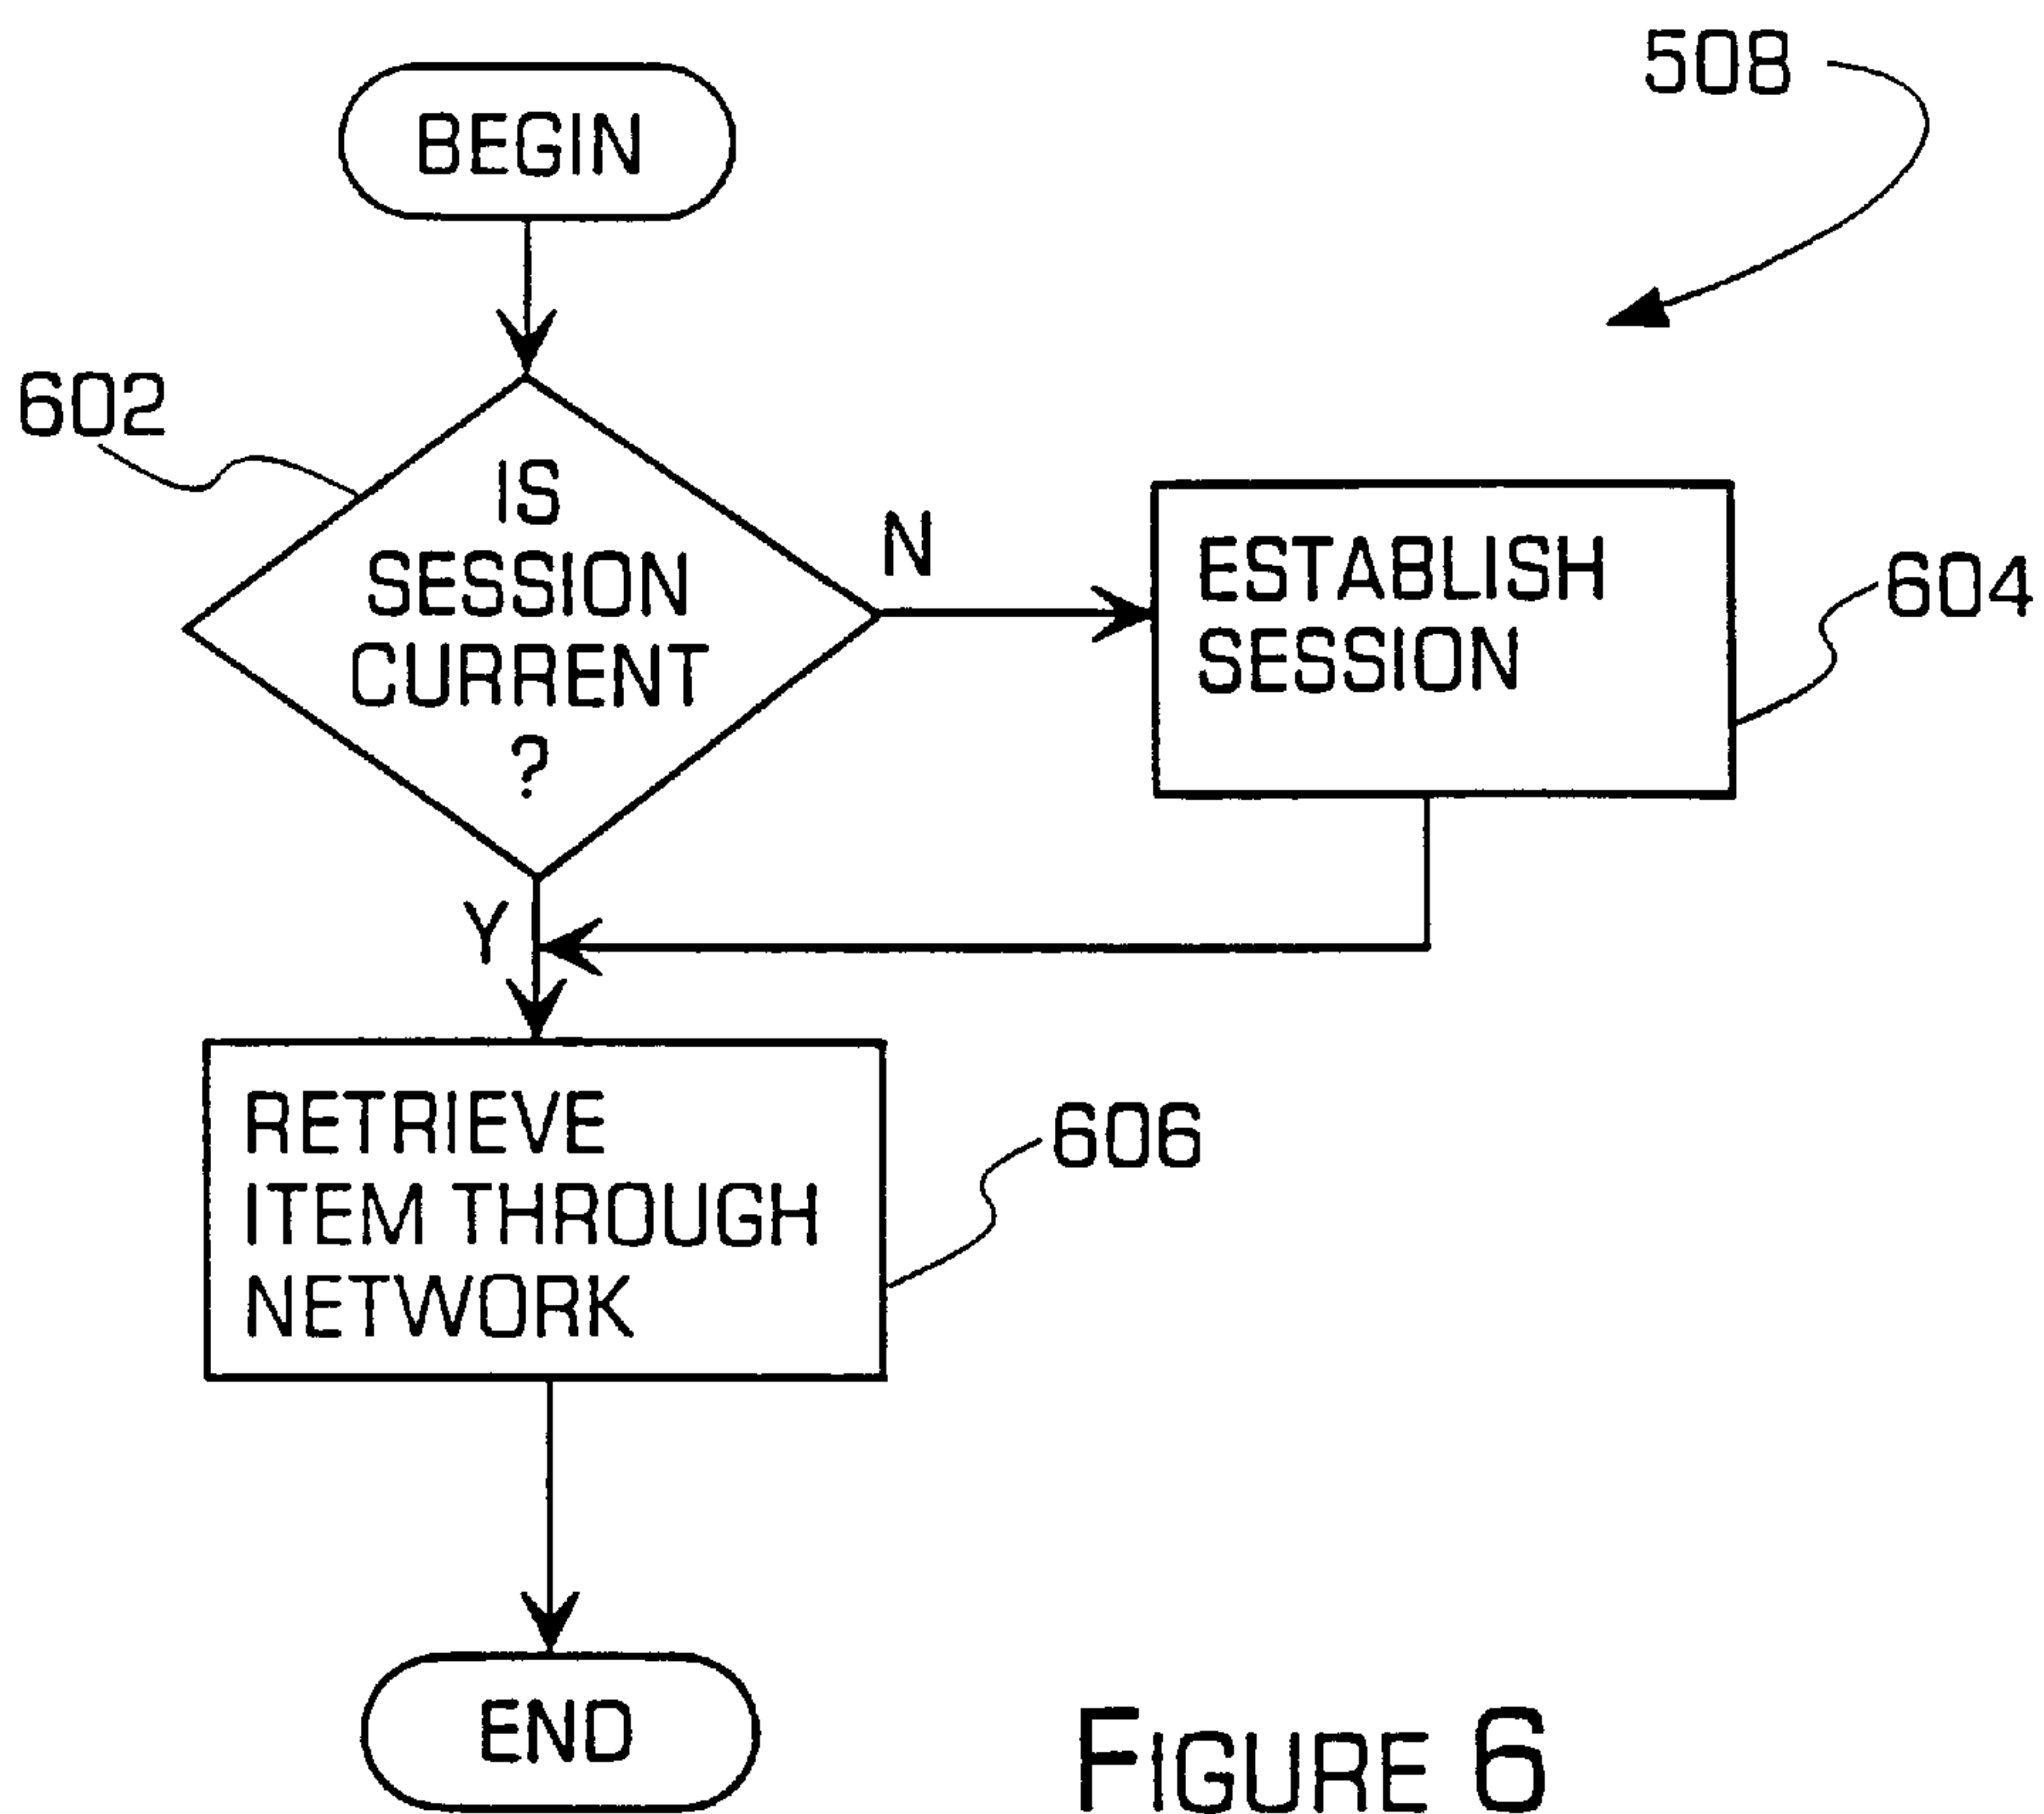 508
BEGIN
602
IS
SESSION
CURRENT
?
N
ESTABLISH
SESSION
604
Y
RETRIEVE
ITEM THROUGH
NETWORK
606
END
FIGURE 6